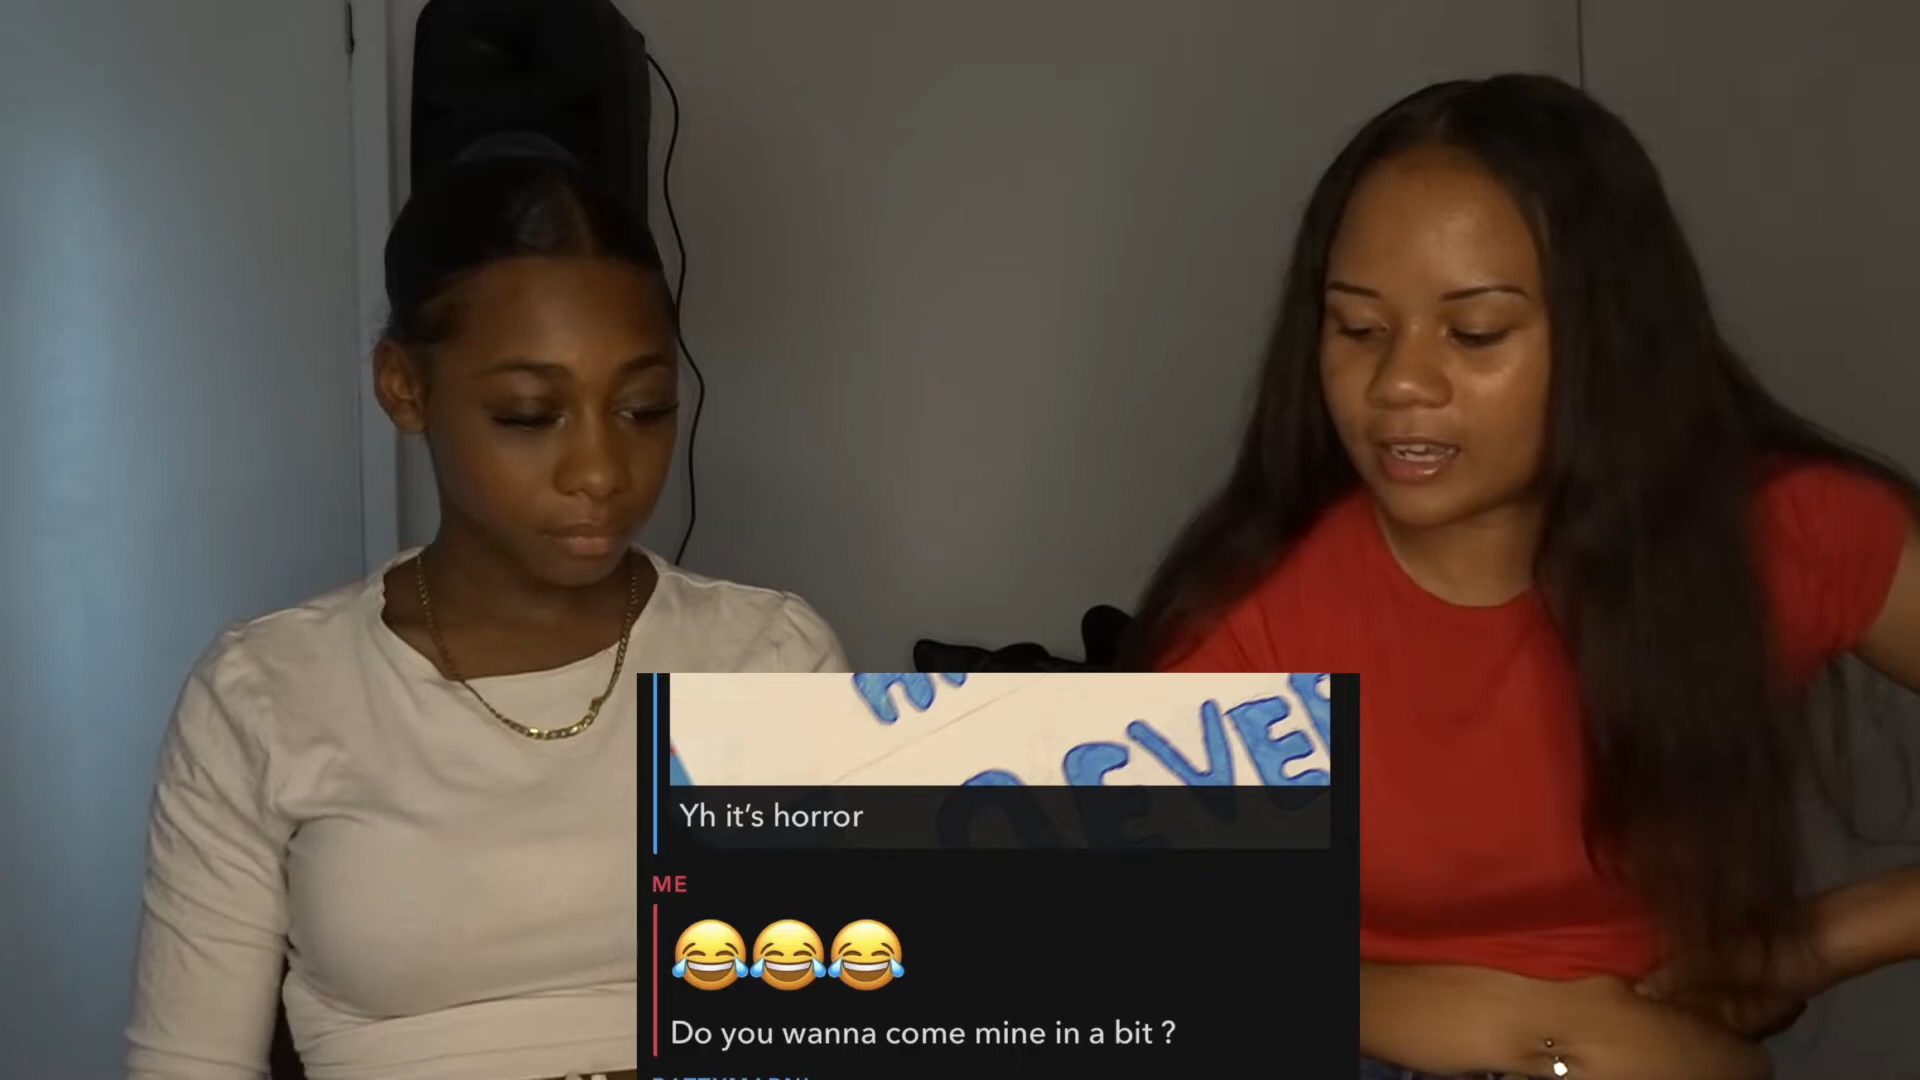 Yh it's horror
ME
😂😂😂
Do you wanna come mine in a bit ?